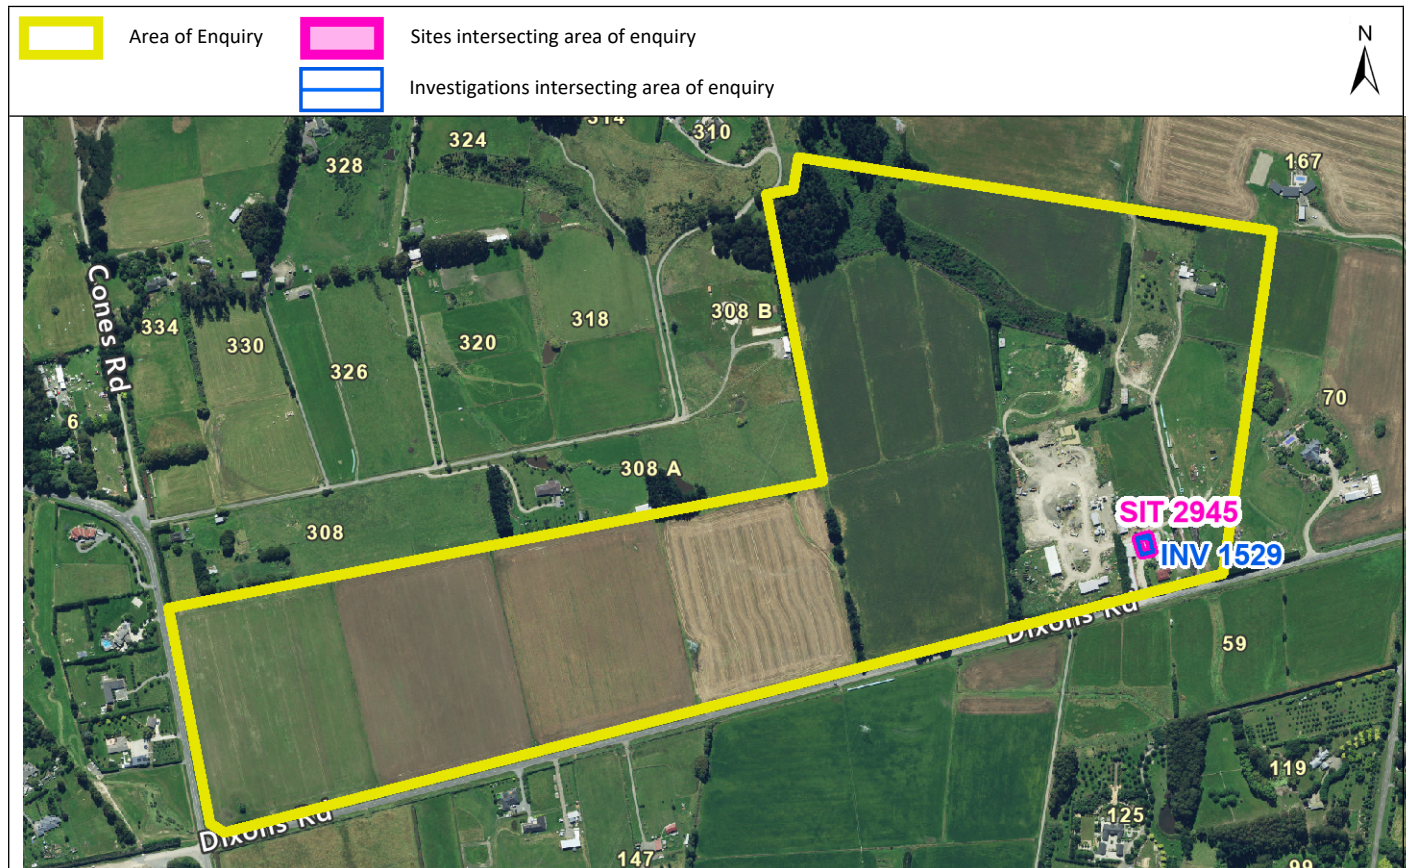 Area of Enquiry
Sites intersecting area of enquiry
N
Investigations intersecting area of enquiry
314
310
324
328
167
Cones Rd
308 B
318
334
330
320
326
70
6
308 A
SIT 2945
308
INV 1529
Dixons Rd
59
119
Dixons Rd
125
147
99